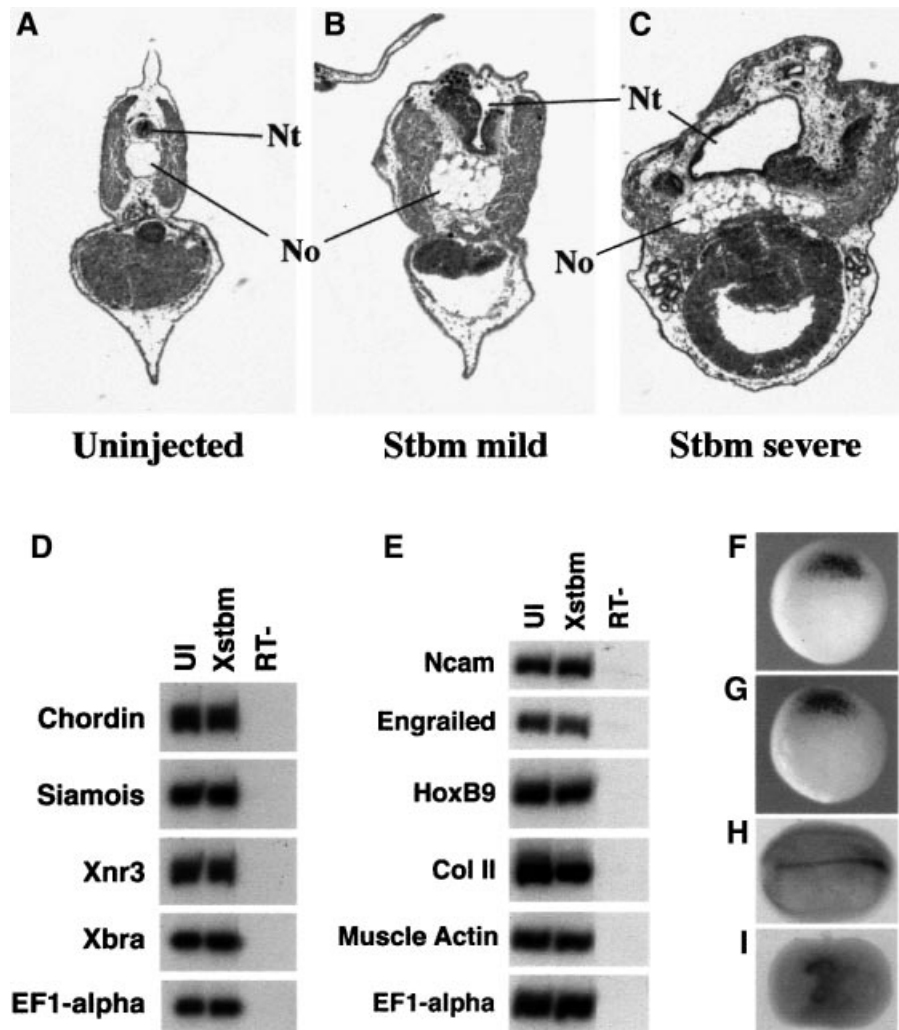 A
B
C
Nt
Nt
No
No
Uninjected
Stbm mild
Stbm severe
D
UI
Xstbm
RT-
Chordin
Siamois
Xnr3
Xbra
EF1-alpha
E
UI
Xstbm
RT-
Ncam
Engrailed
HoxB9
Col II
Muscle Actin
EF1-alpha
F
G
H
I